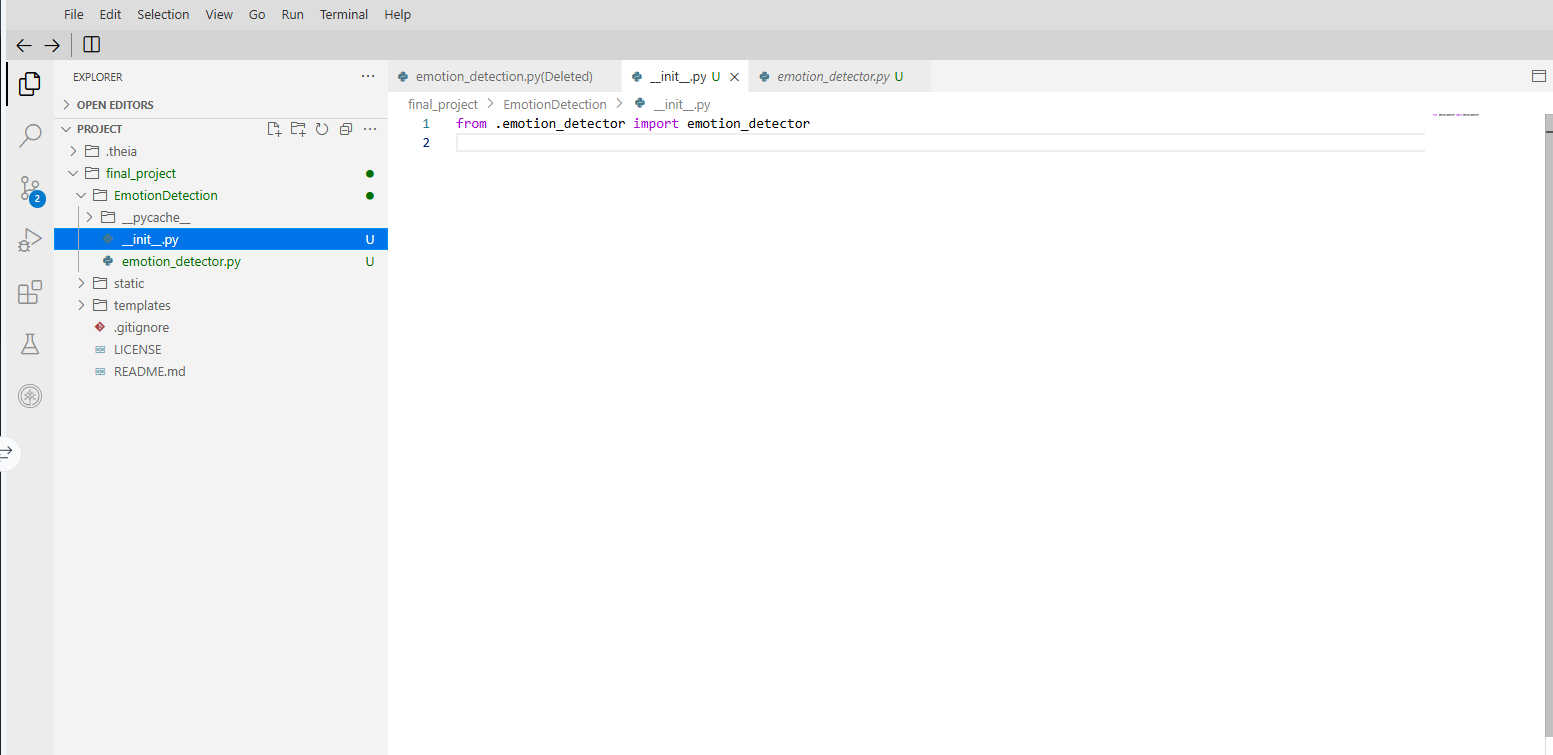 File Edit Selection View Go Run Terminal Help
EXPLORER
OPEN EDITORS
PROJECT
.theia
final_project
EmotionDetection
__pycache__
__init__.py U
emotion_detector.py U
static
templates
.gitignore
LICENSE
README.md
2
emotion_detection.py(Deleted) __init__.py U emotion_detector.py U
final_project EmotionDetection __init__.py
1 from .emotion_detector import emotion_detector
2